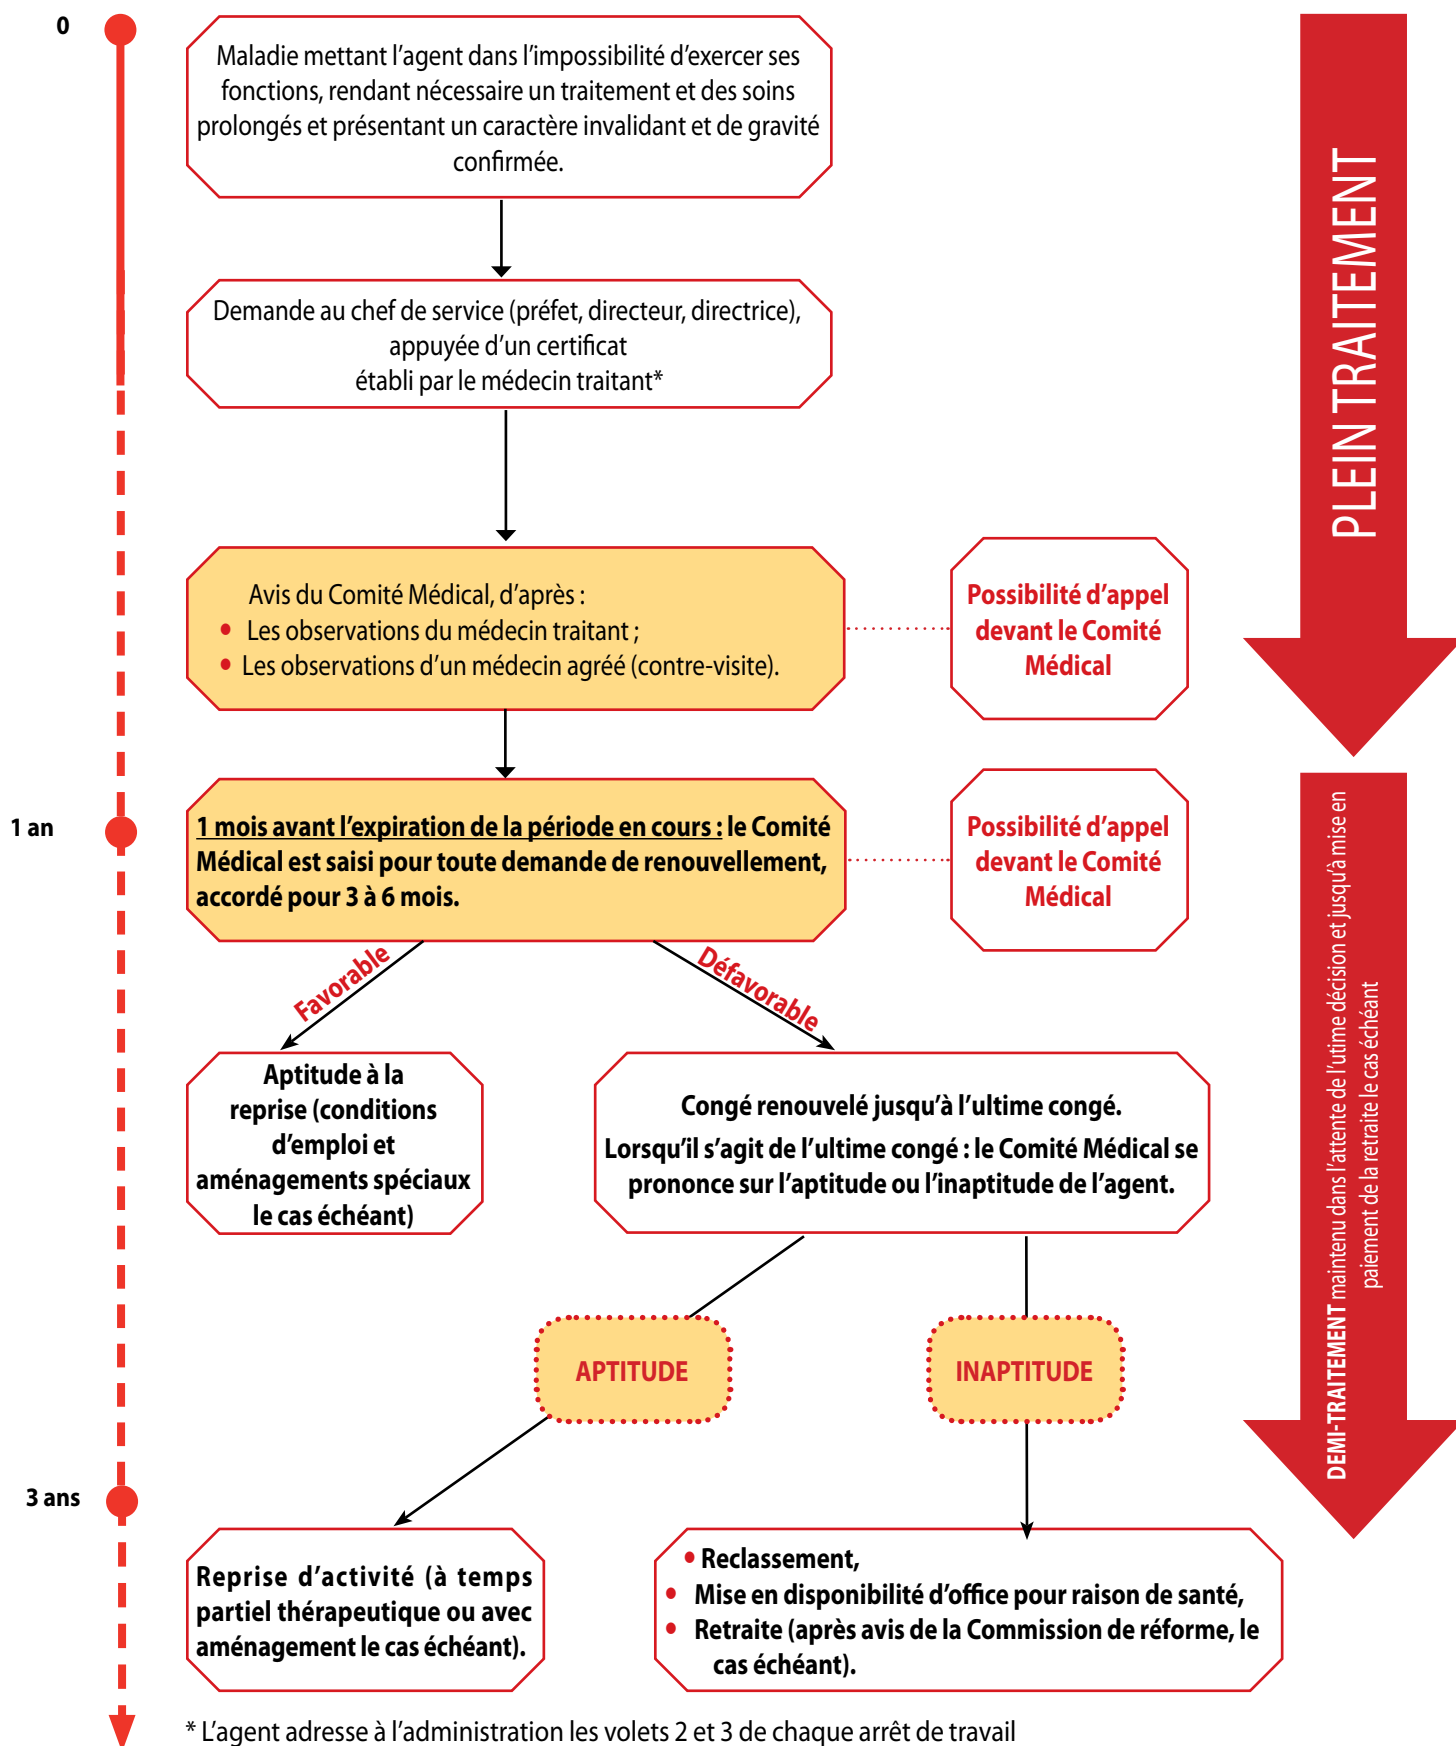 0
Maladie mettant l'agent dans l'impossibilité d'exercer ses
fonctions, rendant nécessaire un traitement et des soins
prolongés et présentant un caractère invalidant et de gravité
confirmée.
PLEIN TRAITEMENT
Demande au chef de service (préfet, directeur, directrice),
appuyée d'un certificat
établi par le médecin traitant*
Avis du Comité Médical, d'après :
• Les observations du médecin traitant ;
• Les observations d'un médecin agréé (contre-visite).
Possibilité d'appel
devant le Comité
Médical
1 an
1 mois avant l'expiration de la période en cours : le Comité
Médical est saisi pour toute demande de renouvellement,
accordé pour 3 à 6 mois.
Possibilité d'appel
devant le Comité
Médical
DEMI-TRAITEMENT maintenu dans l'attente de l'utime décision et jusqu'à mise en
paiement de la retraite le cas échéant
Favorable
Défavorable
Aptitude à la
reprise (conditions
d'emploi et
aménagements spéciaux
le cas échéant)
Congé renouvelé jusqu'à l'ultime congé.
Lorsqu'il s'agit de l'ultime congé : le Comité Médical se
prononce sur l'aptitude ou l'inaptitude de l'agent.
APTITUDE
INAPTITUDE
3 ans
Reprise d'activité (à temps
partiel thérapeutique ou avec
aménagement le cas échéant).
• Reclassement,
• Mise en disponibilité d'office pour raison de santé,
• Retraite (après avis de la Commission de réforme, le
cas échéant).
* L'agent adresse à l'administration les volets 2 et 3 de chaque arrêt de travail